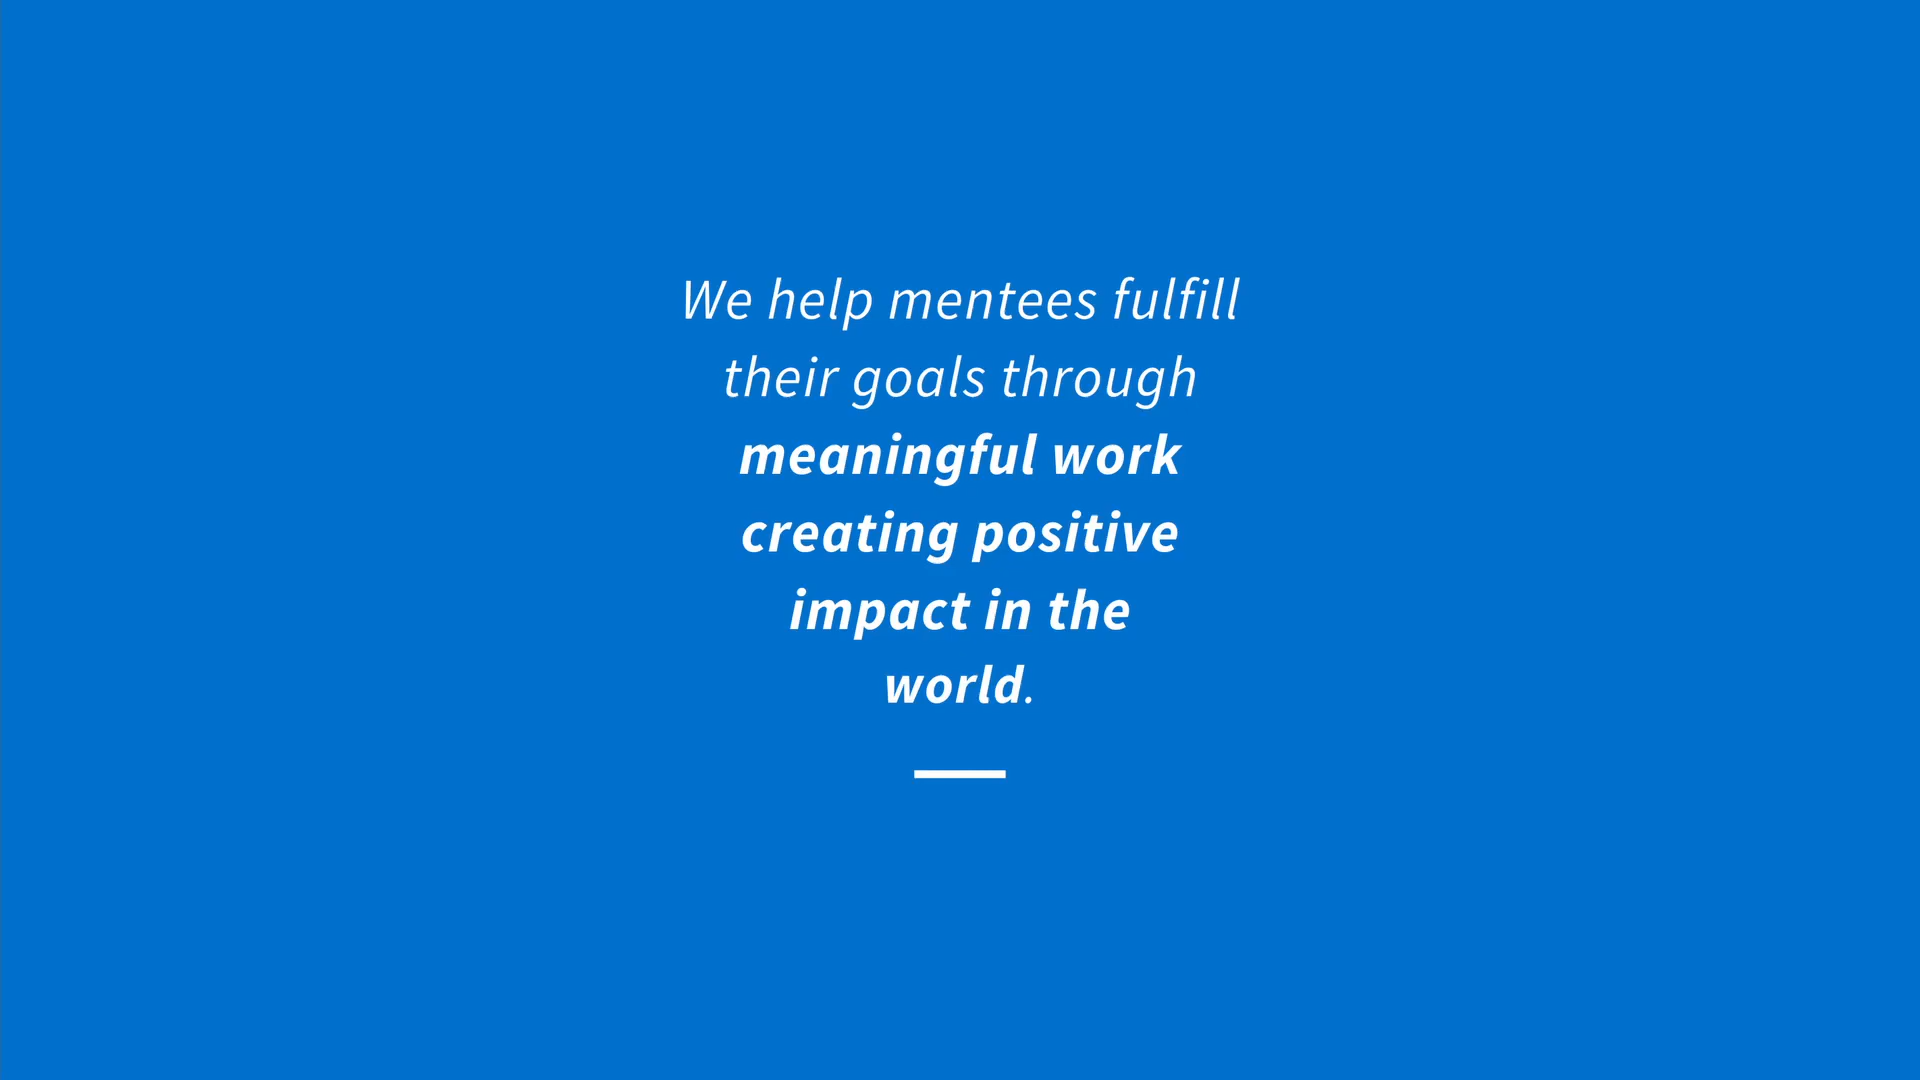 We help mentees fulfill
their goals through
meaningful work
creating positive
impact in the
world.